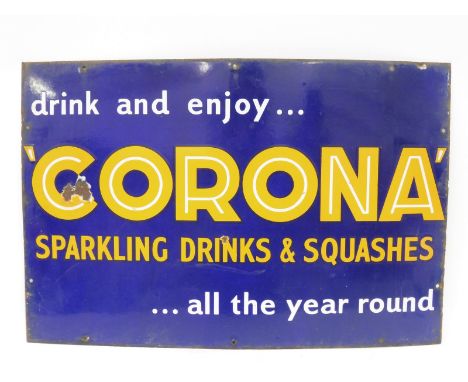 drink and enjoy...
'CORONA'
SPARKLING DRINKS & SQUASHES
...all the year round